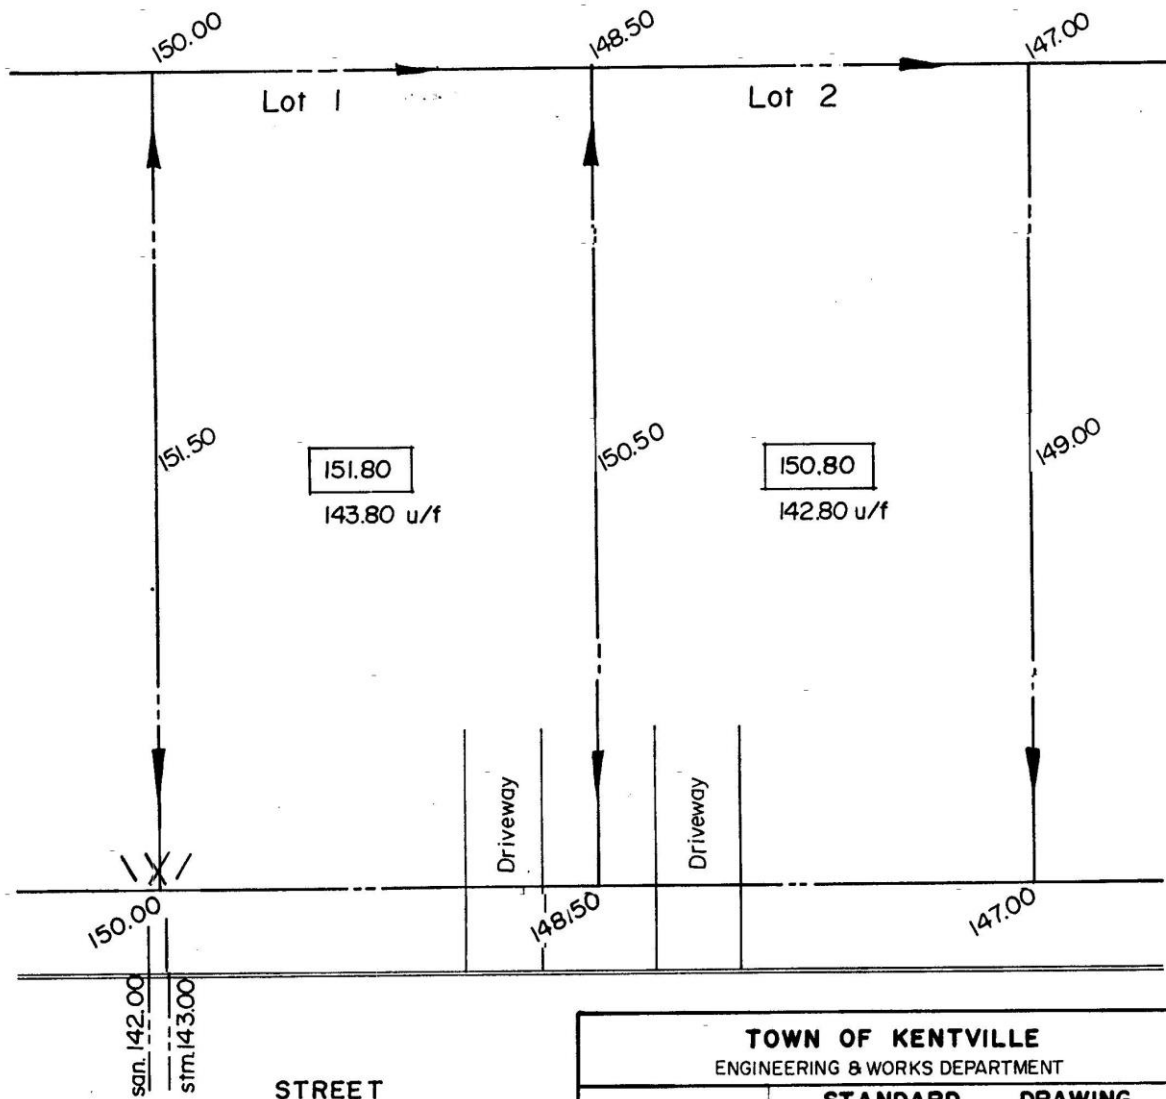 150.00
148.50
147.00
Lot 1
Lot 2
151.50
151.80
143.80 u/f
150.50
150.80
142.80 u/f
149.00
Driveway
Driveway
150.00
148.50
147.00
san. 142.00
stm.143.00
STREET
TOWN OF KENTVILLE
ENGINEERING & WORKS DEPARTMENT
STANDARD DRAWING